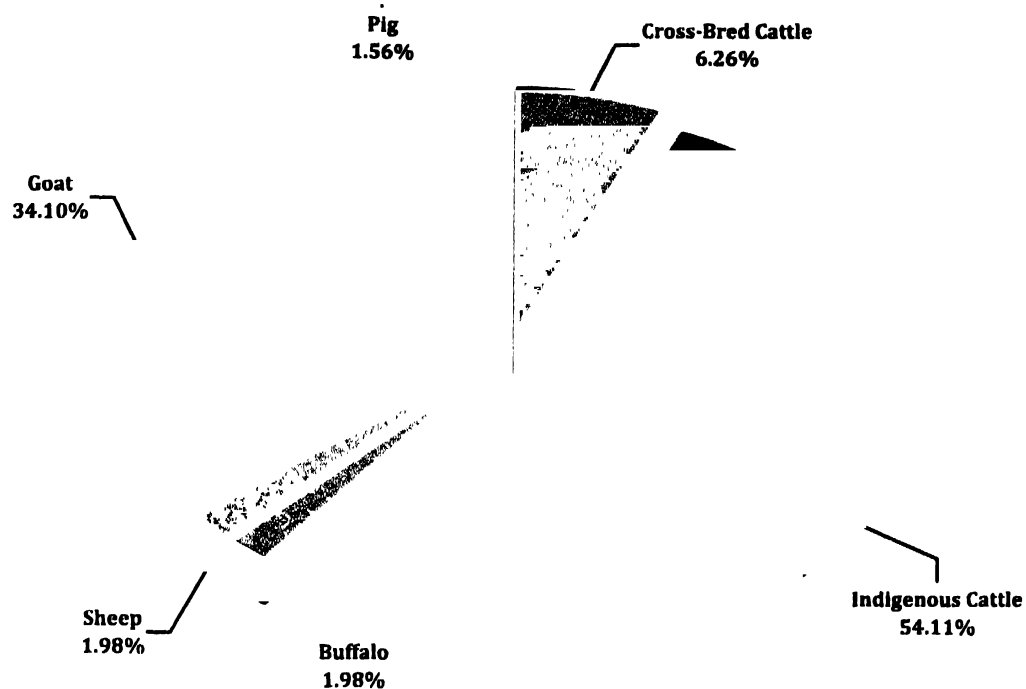 Pig
1.56%
Cross-Bred Cattle
6.26%
Goat
34.10%
Indigenous Cattle
54.11%
Sheep
1.98%
Buffalo
1.98%